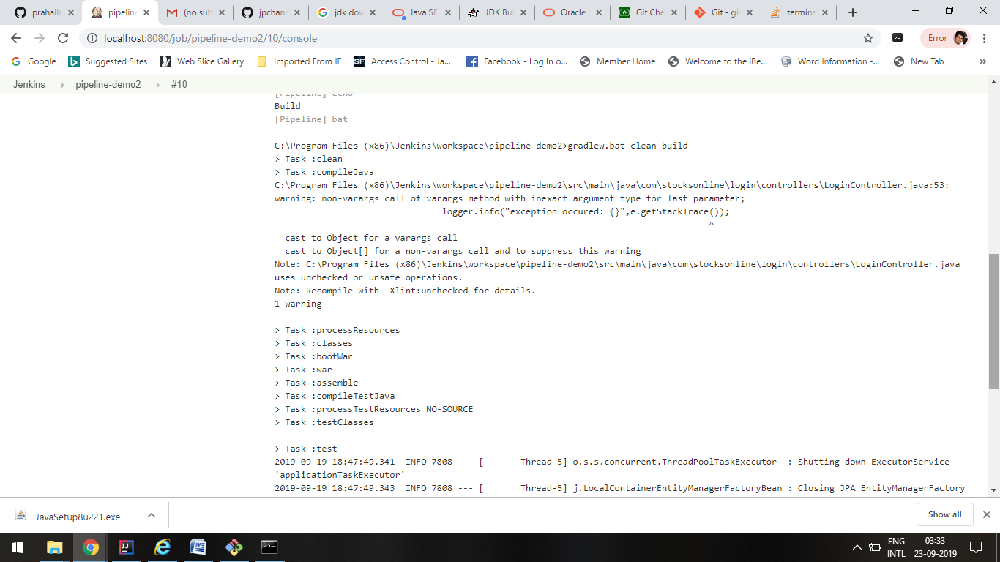 prahalla
pipelin
(no sub
jpchanc
jdk dov
Java SE
JDK Bui
Oracle
Git Che
Git - git
termina
localhost:8080/job/pipeline-demo2/10/console
Error
Google
Suggested Sites
Web Slice Gallery
Imported From IE
SF
Access Control - Ja...
Facebook - Log In o...
Member Home
Welcome to the iBe...
Word Information -...
New Tab
»
Jenkins
pipeline-demo2
#10
[Pipeline] echo
Build
[Pipeline] bat
C:\Program Files (x86)\Jenkins\workspace\pipeline-demo2>gradlew.bat clean build
> Task :clean
> Task :compileJava
C:\Program Files (x86)\Jenkins\workspace\pipeline-demo2\src\main\java\com\stocksonline\login\controllers\LoginController.java:53:
warning: non-varargs call of varargs method with inexact argument type for last parameter;
logger.info("exception occured: {}",e.getStackTrace());
^
cast to Object for a varargs call
cast to Object[] for a non-varargs call and to suppress this warning
Note: C:\Program Files (x86)\Jenkins\workspace\pipeline-demo2\src\main\java\com\stocksonline\login\controllers\LoginController.java
uses unchecked or unsafe operations.
Note: Recompile with -Xlint:unchecked for details.
1 warning
> Task :processResources
> Task :classes
> Task :bootWar
> Task :war
> Task :assemble
> Task :compileTestJava
> Task :processTestResources NO-SOURCE
> Task :testClasses
> Task :test
2019-09-19 18:47:49.341  INFO 7808 --- [       Thread-5] o.s.s.concurrent.ThreadPoolTaskExecutor  : Shutting down ExecutorService
'applicationTaskExecutor'
2019-09-19 18:47:49.343  INFO 7808 --- [       Thread-5] j.LocalContainerEntityManagerFactoryBean : Closing JPA EntityManagerFactory
JavaSetup8u221.exe
Show all
ENG
INTL
03:33
23-09-2019